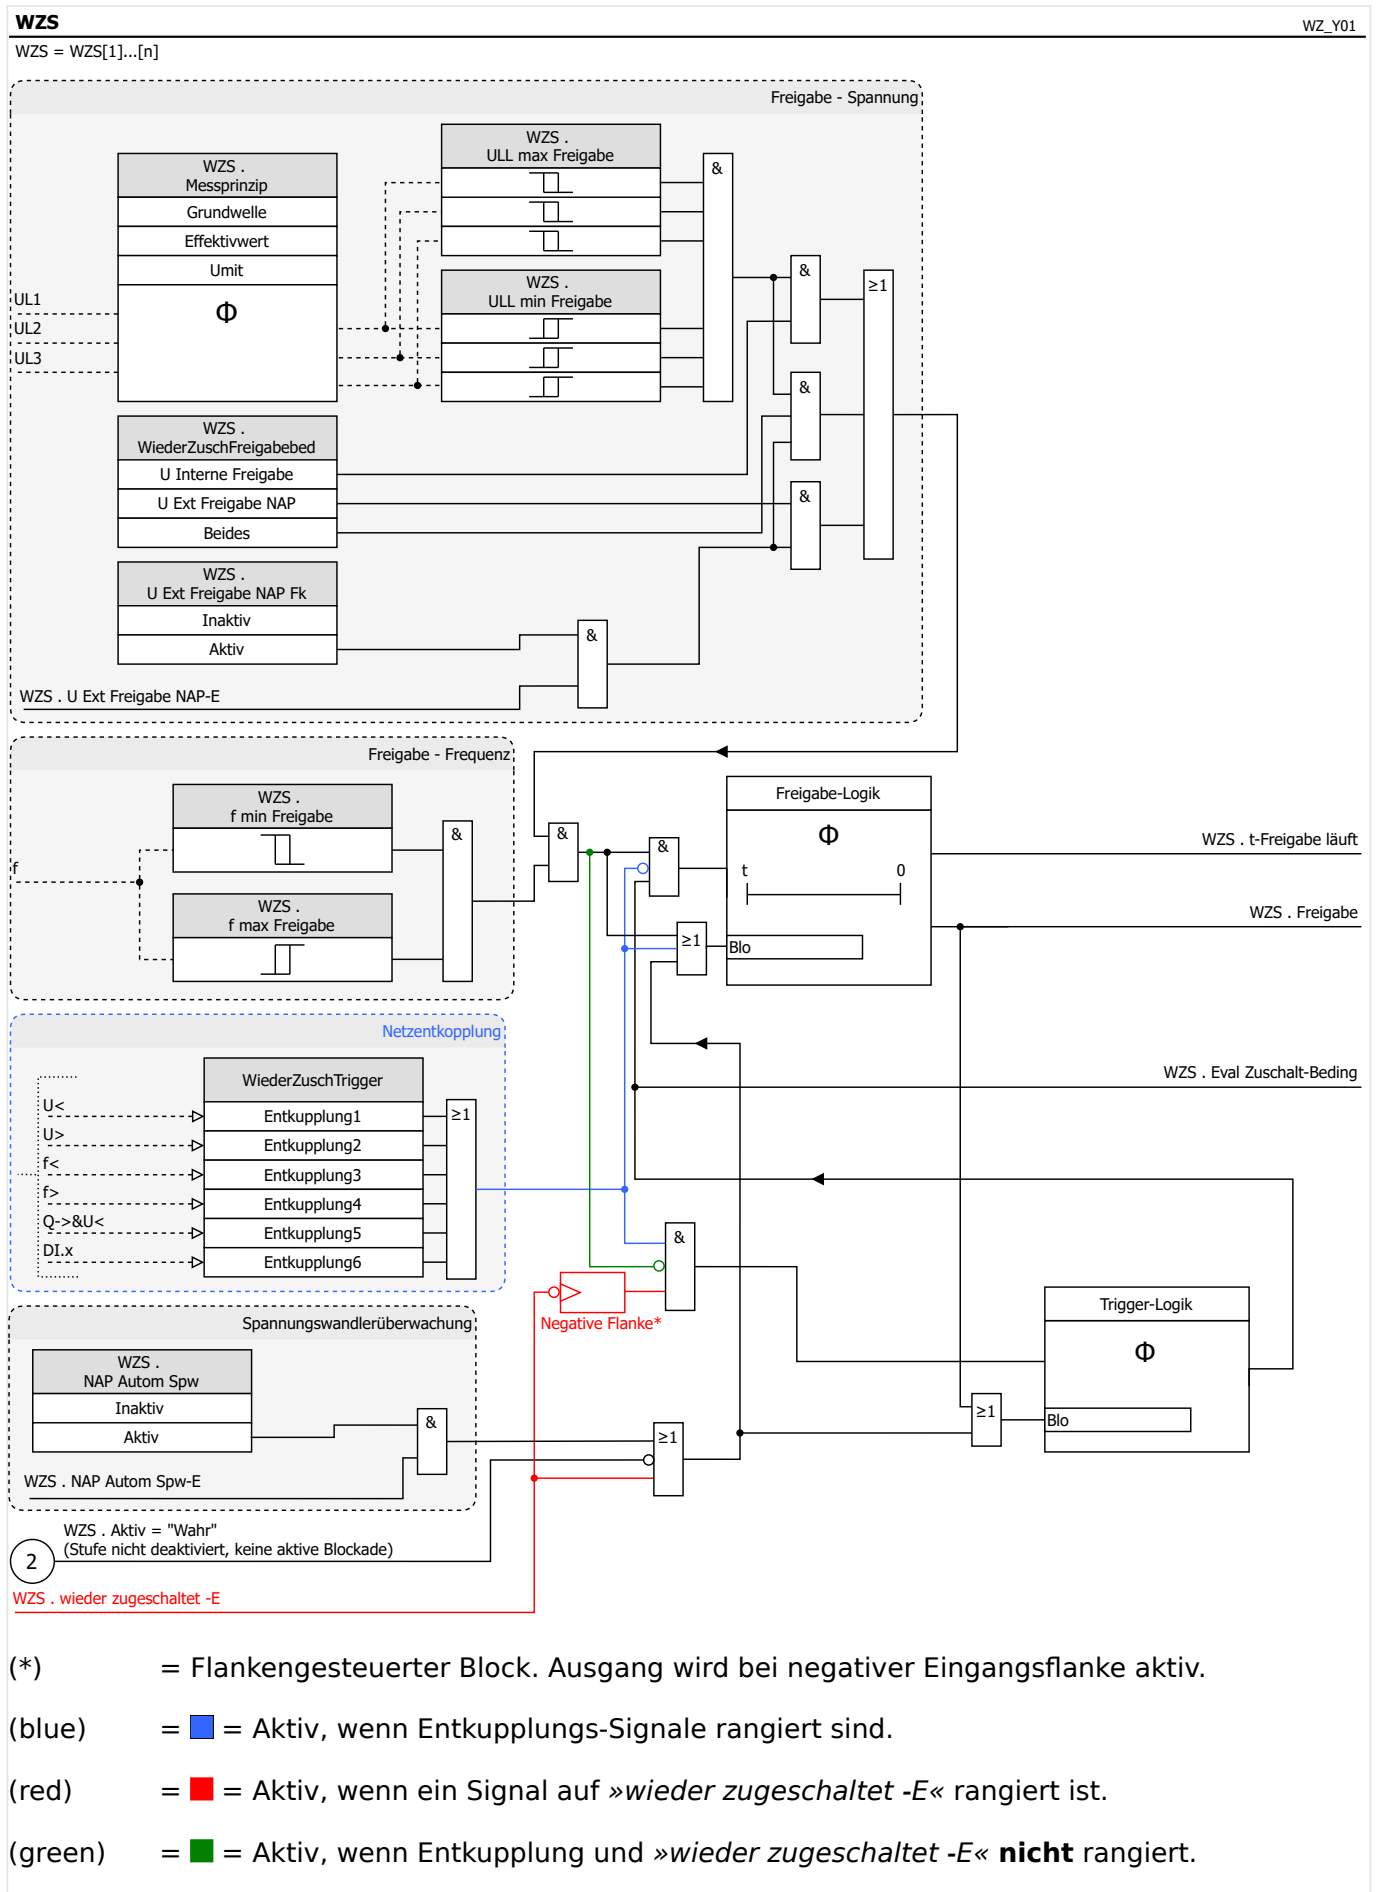 WZS
WZ_Y01
WZS = WZS[1]...[n]
Freigabe - Spannung
WZS .
Messprinzip
Grundwelle
Effektivwert
Umit
Φ
UL1
UL2
UL3
WZS .
ULL max Freigabe
WZS .
ULL min Freigabe
&
&
≥1
&
&
WZS .
WiederZuschFreigabebed
U Interne Freigabe
U Ext Freigabe NAP
Beides
WZS .
U Ext Freigabe NAP Fk
Inaktiv
Aktiv
&
WZS . U Ext Freigabe NAP-E
Freigabe - Frequenz
WZS .
f min Freigabe
f
WZS .
f max Freigabe
&
&
&
≥1
Freigabe-Logik
Φ
t 0
Blo
WZS . t-Freigabe läuft
WZS . Freigabe
Netzentkopplung
WiederZuschTrigger
U<
Entkupplung1
U>
Entkupplung2
f<
Entkupplung3
f>
Entkupplung4
Q->&U<
Entkupplung5
DI.x
Entkupplung6
≥1
WZS . Eval Zuschalt-Beding
&
Negative Flanke*
Trigger-Logik
Φ
Blo
≥1
Spannungswandlerüberwachung
WZS .
NAP Autom Spw
Inaktiv
Aktiv
&
≥1
WZS . NAP Autom Spw-E
2
WZS . Aktiv = "Wahr"
(Stufe nicht deaktiviert, keine aktive Blockade)
WZS . wieder zugeschaltet -E
(*) = Flankengesteuerter Block. Ausgang wird bei negativer Eingangsflanke aktiv.
(blue) = = Aktiv, wenn Entkupplungs-Signale rangiert sind.
(red) = = Aktiv, wenn ein Signal auf »wieder zugeschaltet -E« rangiert ist.
(green) = = Aktiv, wenn Entkupplung und »wieder zugeschaltet -E« nicht rangiert.